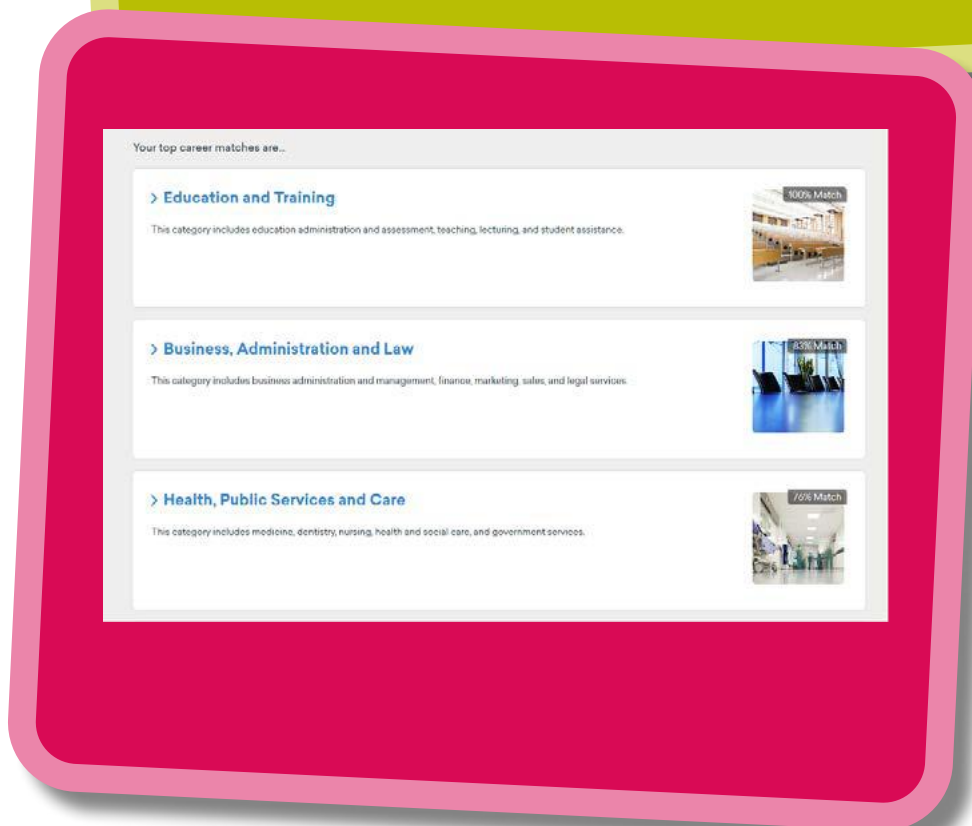 Your top career matches are...
> Education and Training
100% Match
This category includes education administration and assessment, teaching, lecturing, and student assistance.
> Business, Administration and Law
83% Match
This category includes business administration and management, finance, marketing, sales, and legal services.
> Health, Public Services and Care
76% Match
This category includes medicine, dentistry, nursing, health and social care, and government services.